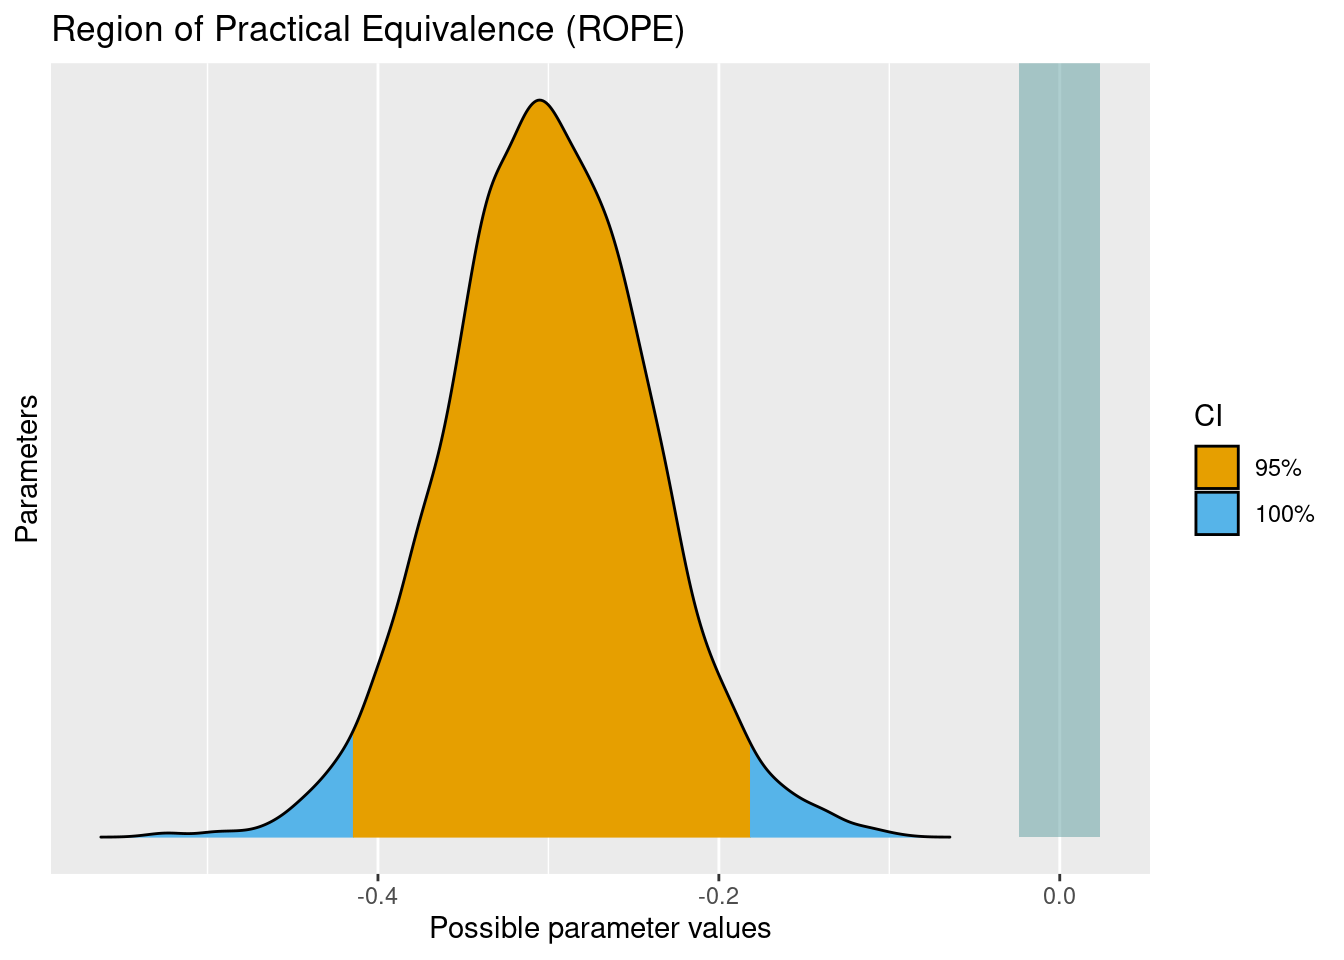 Region of Practical Equivalence (ROPE)
Parameters
-0.4
-0.2
0.0
Possible parameter values
CI
95%
100%